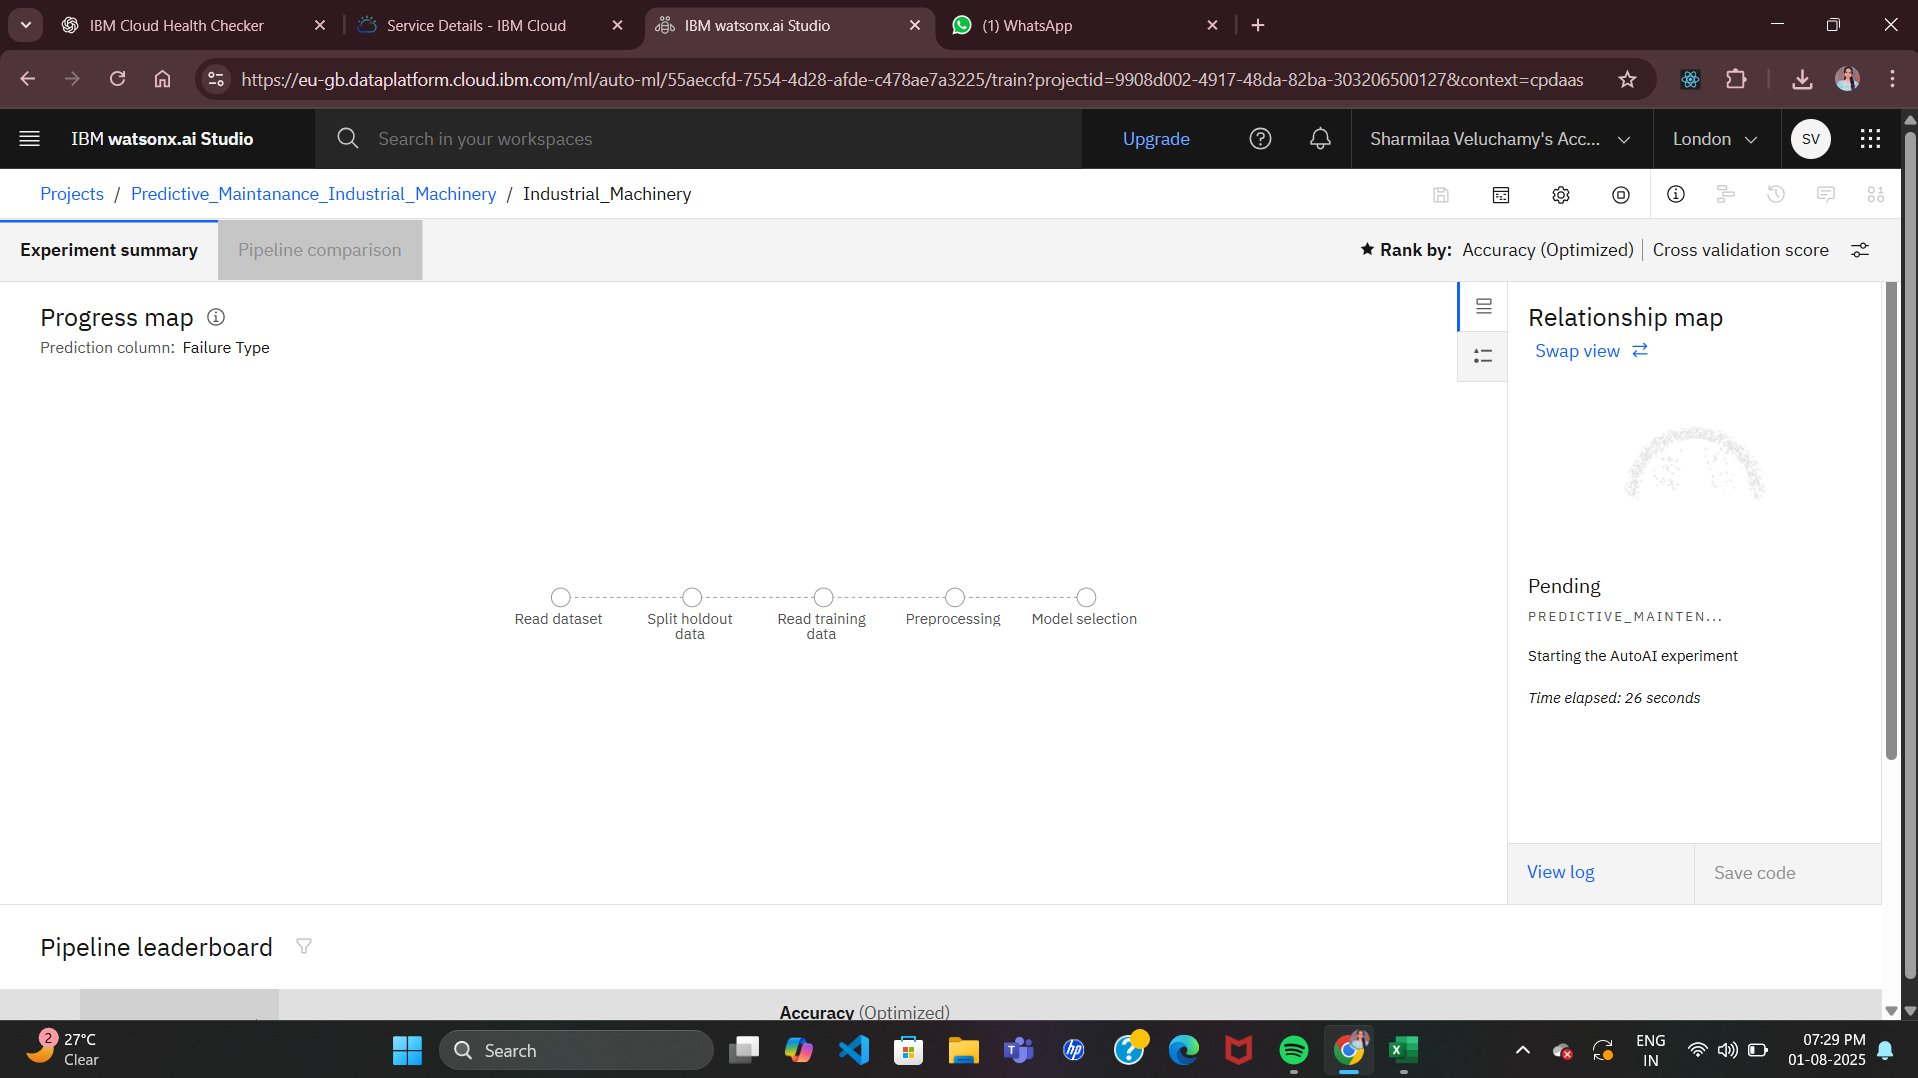 IBM Cloud Health Checker
Service Details - IBM Cloud
IBM watsonx.ai Studio
(1) WhatsApp
https://eu-gb.dataplatform.cloud.ibm.com/ml/auto-ml/55aeccfd-7554-4d28-afde-c478ae7a3225/train?projectid=9908d002-4917-48da-82ba-303206500127&context=cpdaas
IBM watsonx.ai Studio
Search in your workspaces
Upgrade
Sharmilaa Veluchamy's Acc...
London
SV
Projects / Predictive_Maintanance_Industrial_Machinery / Industrial_Machinery
Experiment summary
Pipeline comparison
Rank by: Accuracy (Optimized) | Cross validation score
Progress map
Prediction column: Failure Type
Read dataset
Split holdout
data
Read training
data
Preprocessing
Model selection
Relationship map
Swap view
Pending
PREDICTIVE_MAINTEN...
Starting the AutoAI experiment
Time elapsed: 26 seconds
View log
Save code
Pipeline leaderboard
Accuracy (Optimized)
2
27°C
Clear
Search
hp
ENG
IN
07:29 PM
01-08-2025